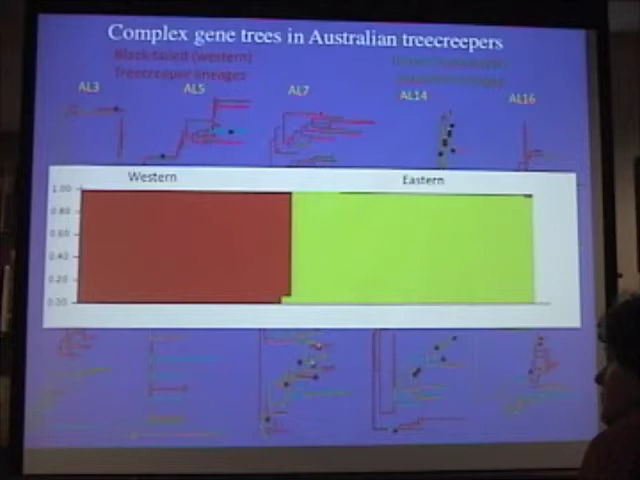 Complex gene trees in Australian treecreepers
Black-tailed (western)
Treecreeper lineages
AL3
AL5
AL7
AL14
AL16
Western
Eastern
1.00
0.80
0.60
0.40
0.20
0.00